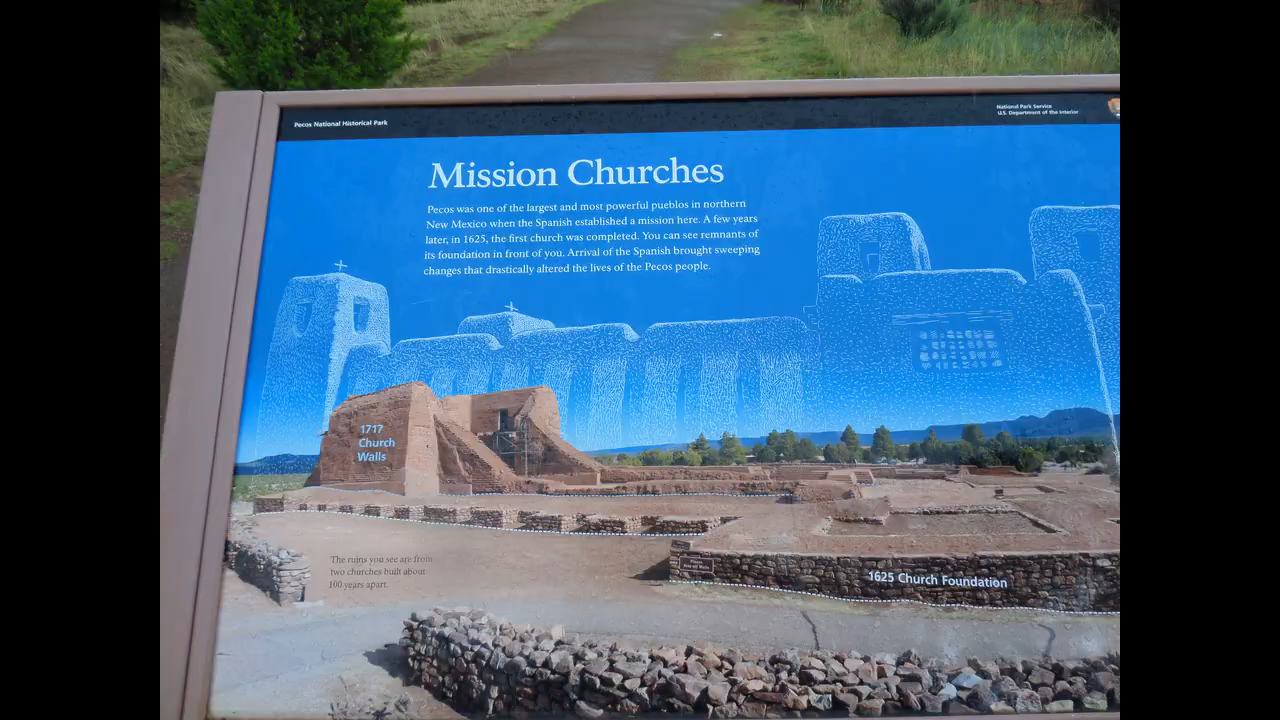 Pecos National Historical Park
National Park Service
U.S. Department of the Interior
Mission Churches
Pecos was one of the largest and most powerful pueblos in northern
New Mexico when the Spanish established a mission here. A few years
later, in 1625, the first church was completed. You can see remnants of
its foundation in front of you. Arrival of the Spanish brought sweeping
changes that drastically altered the lives of the Pecos people.
1717
Church
Walls
The ruins you see are from
two churches built about
100 years apart.
1625 Church Foundation